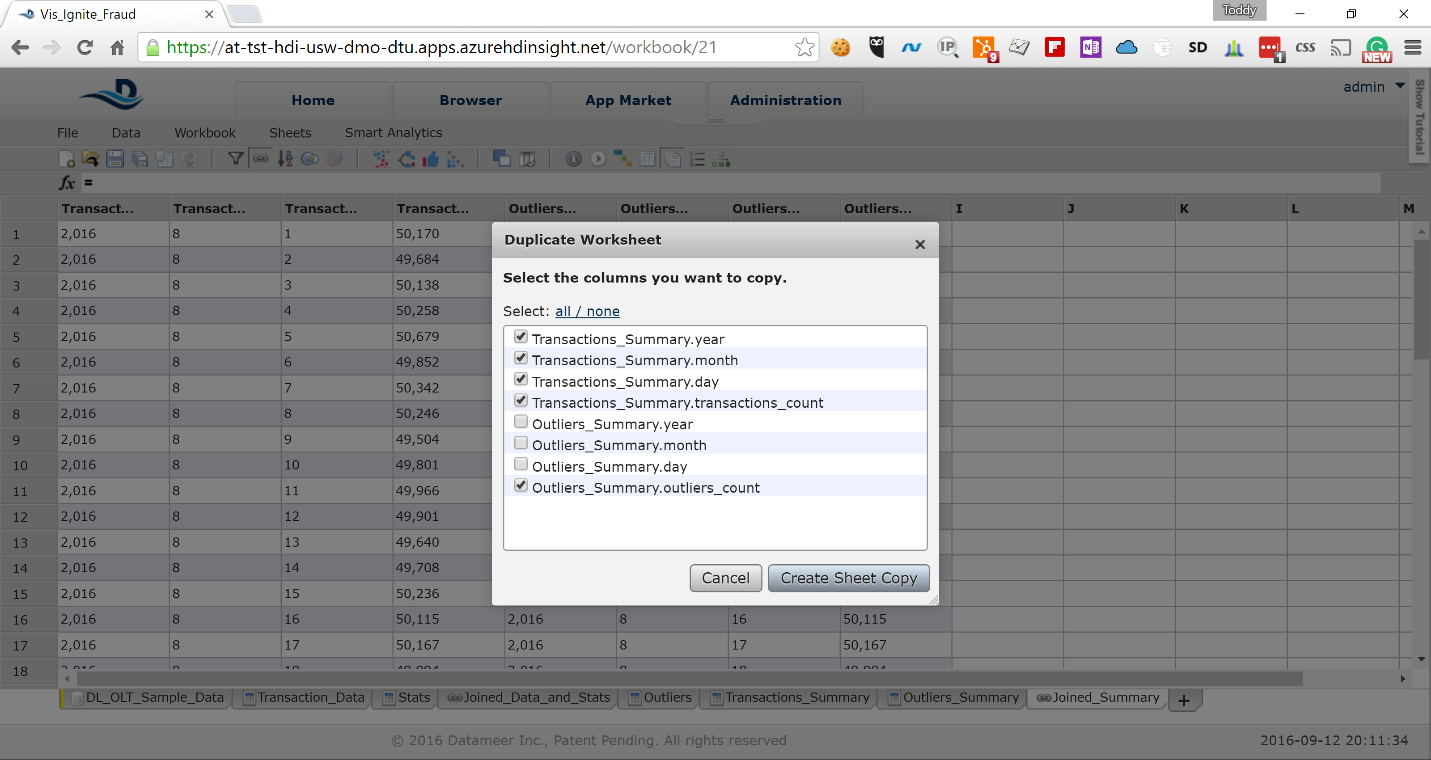 Vis_Ignite_Fraud
Toddy
https://at-tst-hdi-usw-dmo-dtu.apps.azurehdinsight.net/workbook/21
IP 9 F N SD 1 CSS NEW
Home Browser App Market Administration
admin
Show Tutorial
File Data Workbook Sheets Smart Analytics
fx =
Transact... Transact... Transact... Transact... Outliers... Outliers... Outliers... Outliers... I J K L M
1 2,016 8 1 50,170
2 2,016 8 2 49,684
3 2,016 8 3 50,138
4 2,016 8 4 50,258
5 2,016 8 5 50,679
6 2,016 8 6 49,852
7 2,016 8 7 50,342
8 2,016 8 8 50,246
9 2,016 8 9 49,504
10 2,016 8 10 49,801
11 2,016 8 11 49,966
12 2,016 8 12 49,901
13 2,016 8 13 49,640
14 2,016 8 14 49,708
15 2,016 8 15 50,236
16 2,016 8 16 50,115 2,016 8 16 50,115
17 2,016 8 17 50,167 2,016 8 17 50,167
18
Duplicate Worksheet
Select the columns you want to copy.
Select: all / none
Transactions_Summary.year
Transactions_Summary.month
Transactions_Summary.day
Transactions_Summary.transactions_count
Outliers_Summary.year
Outliers_Summary.month
Outliers_Summary.day
Outliers_Summary.outliers_count
Cancel Create Sheet Copy
DL_OLT_Sample_Data Transaction_Data Stats Joined_Data_and_Stats Outliers Transactions_Summary Outliers_Summary Joined_Summary +
© 2016 Datameer Inc., Patent Pending. All rights reserved
2016-09-12 20:11:34